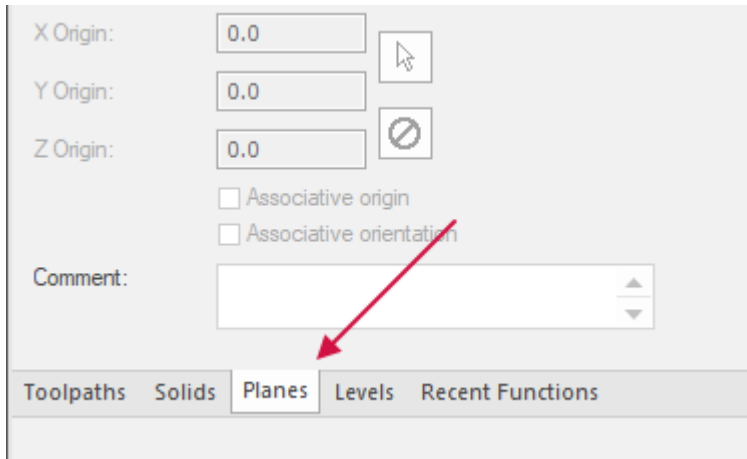 X Origin: 0.0
Y Origin: 0.0
Z Origin: 0.0
Associative origin
Associative orientation
Comment:
Toolpaths Solids Planes Levels Recent Functions